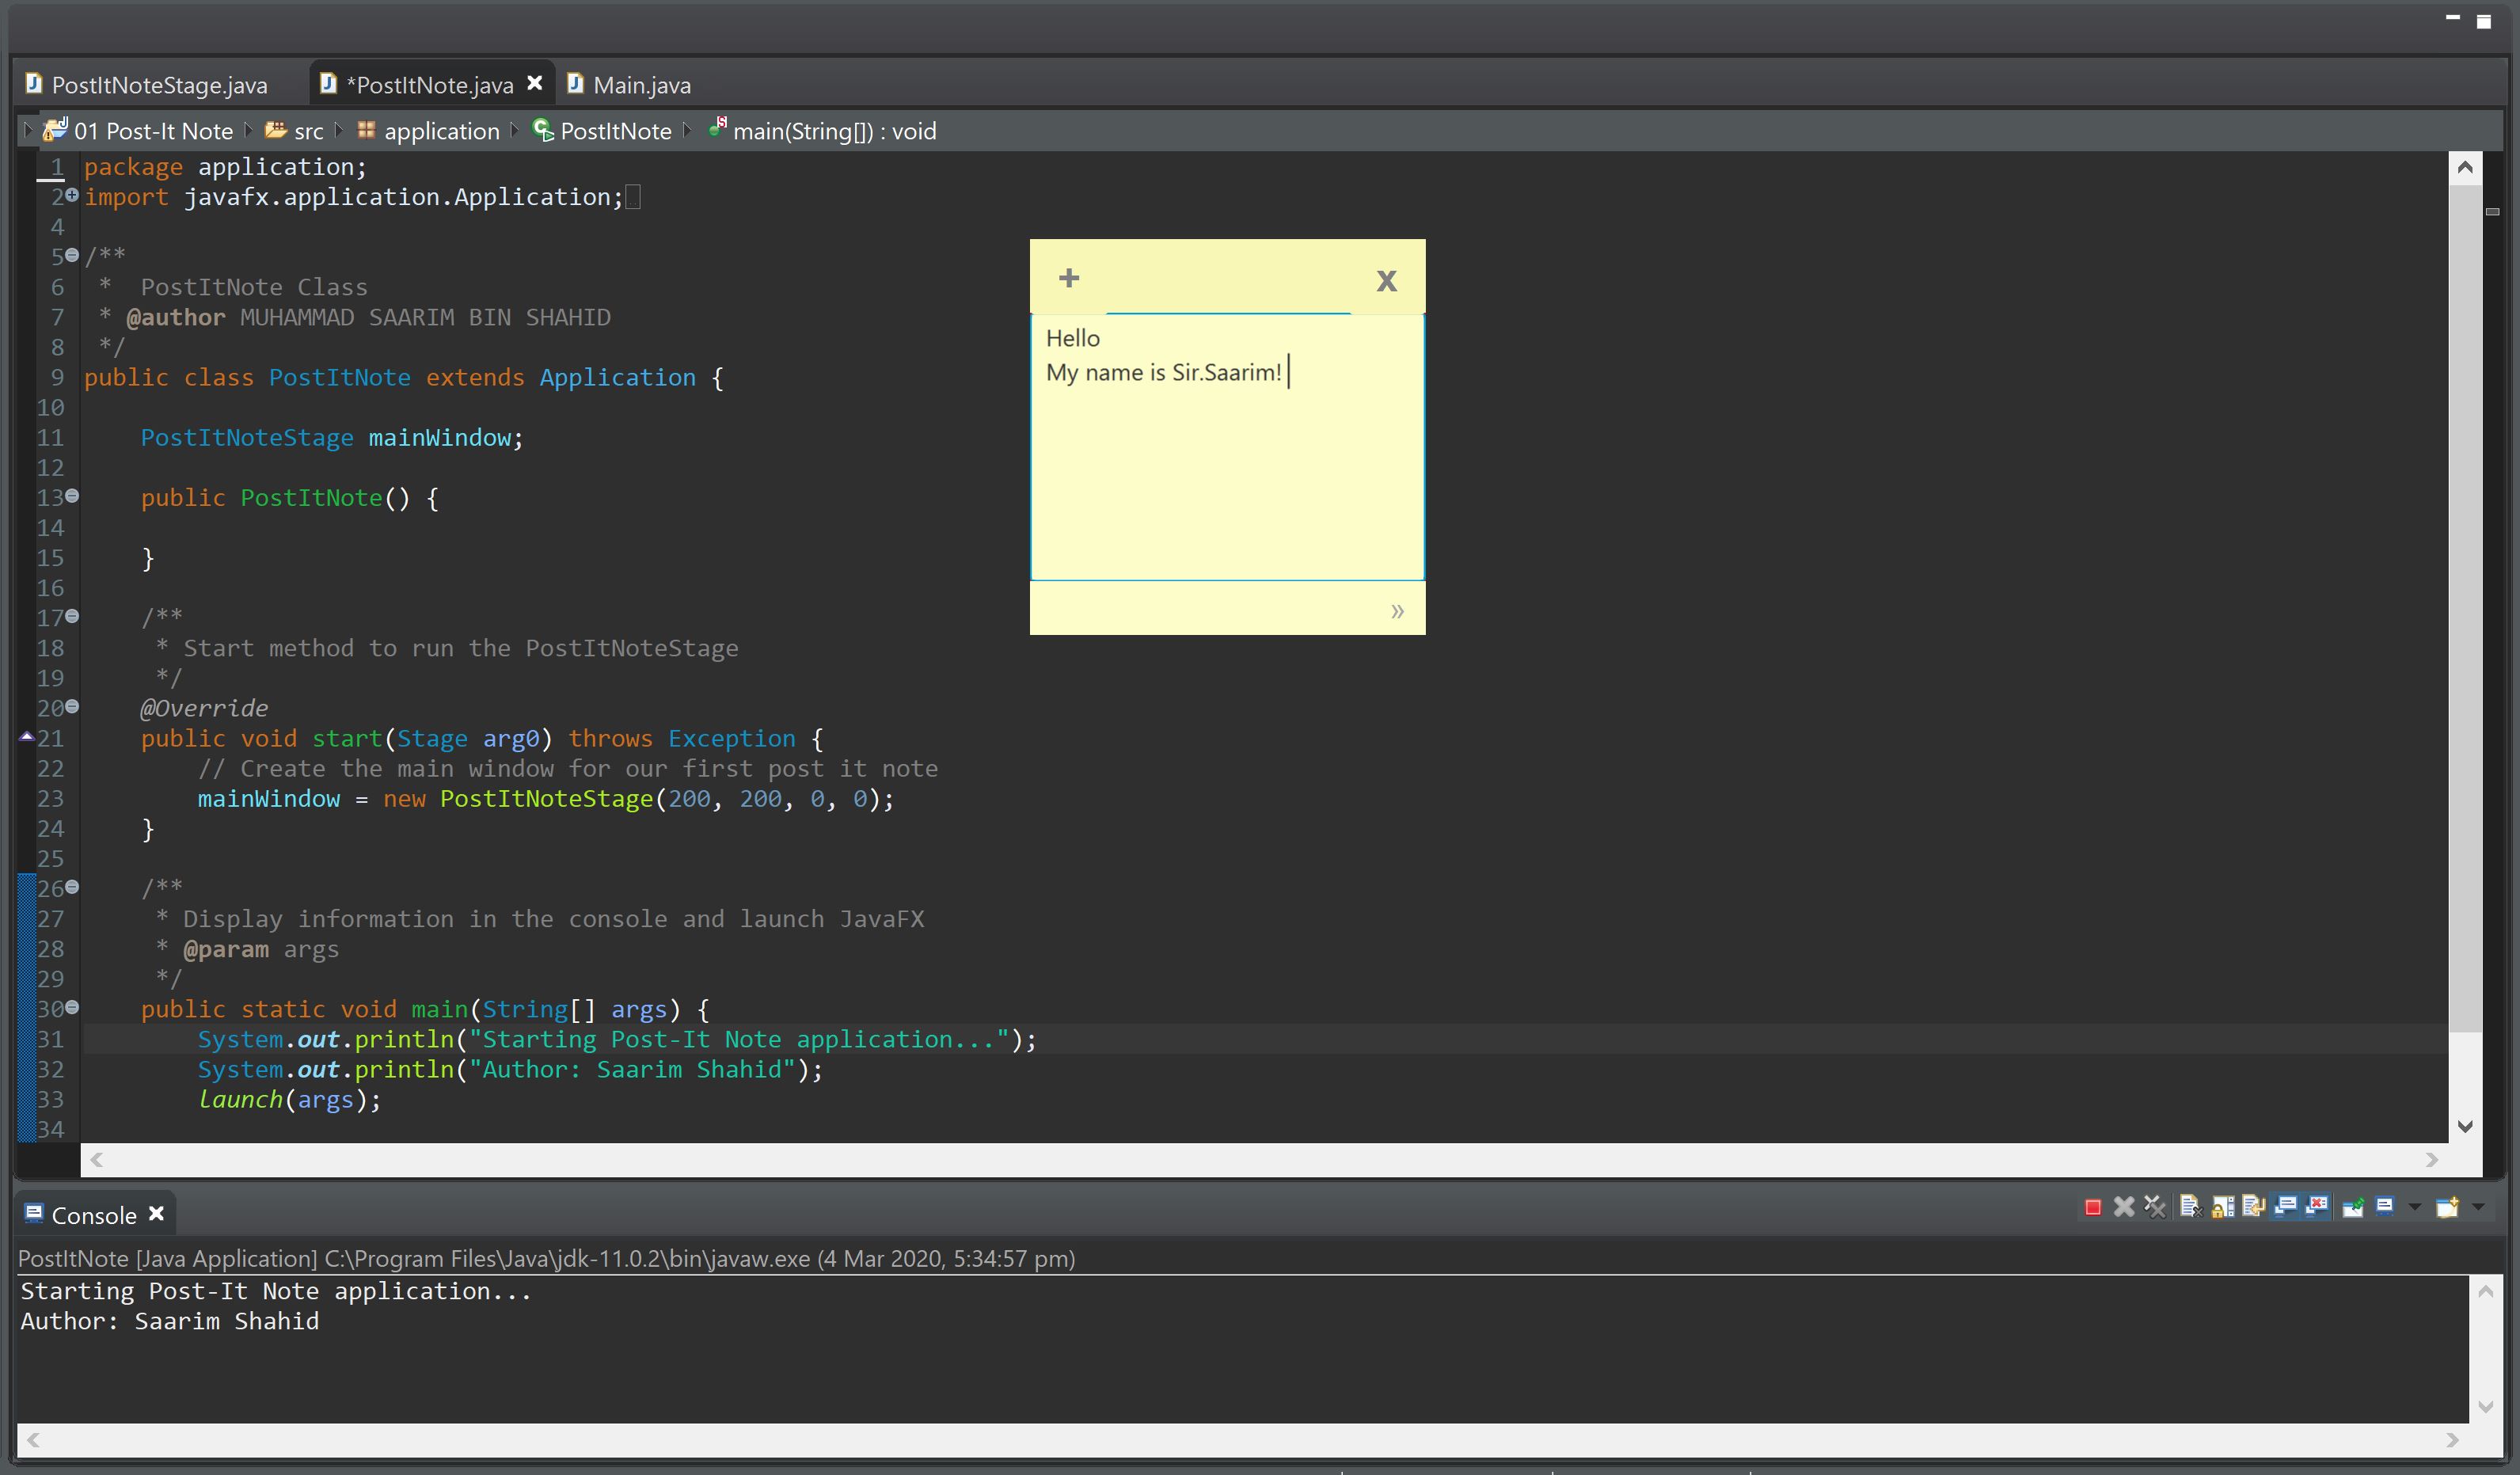 PostItNoteStage.java *PostItNote.java Main.java
01 Post-It Note src application PostItNote main(String[]) : void
1 package application;
2 import javafx.application.Application;
4
5 /**
6  *  PostItNote Class
7  * @author MUHAMMAD SAARIM BIN SHAHID
8  */
9 public class PostItNote extends Application {
10
11     PostItNoteStage mainWindow;
12
13     public PostItNote() {
14
15     }
16
17     /**
18      * Start method to run the PostItNoteStage
19      */
20     @Override
21     public void start(Stage arg0) throws Exception {
22         // Create the main window for our first post it note
23         mainWindow = new PostItNoteStage(200, 200, 0, 0);
24     }
25
26     /**
27      * Display information in the console and launch JavaFX
28      * @param args
29      */
30     public static void main(String[] args) {
31         System.out.println("Starting Post-It Note application...");
32         System.out.println("Author: Saarim Shahid");
33         launch(args);
34
+ x
Hello
My name is Sir.Saarim!
»
Console
PostItNote [Java Application] C:\Program Files\Java\jdk-11.0.2\bin\javaw.exe (4 Mar 2020, 5:34:57 pm)
Starting Post-It Note application...
Author: Saarim Shahid